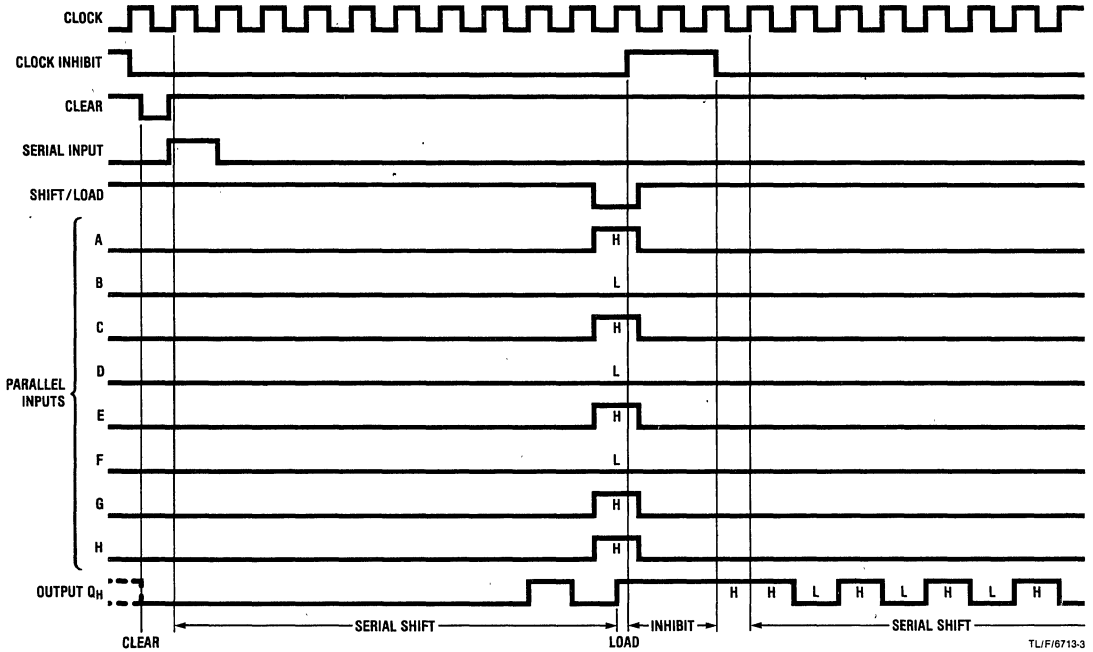 CLOCK
CLOCK INHIBIT
CLEAR
SERIAL INPUT
SHIFT/LOAD
A
H
B
L
C
H
D
L
PARALLEL
INPUTS
E
H
F
L
G
H
H
H
OUTPUT QH
H H L H L H L H
SERIAL SHIFT INHIBIT SERIAL SHIFT
CLEAR LOAD
TL/F/6713-3